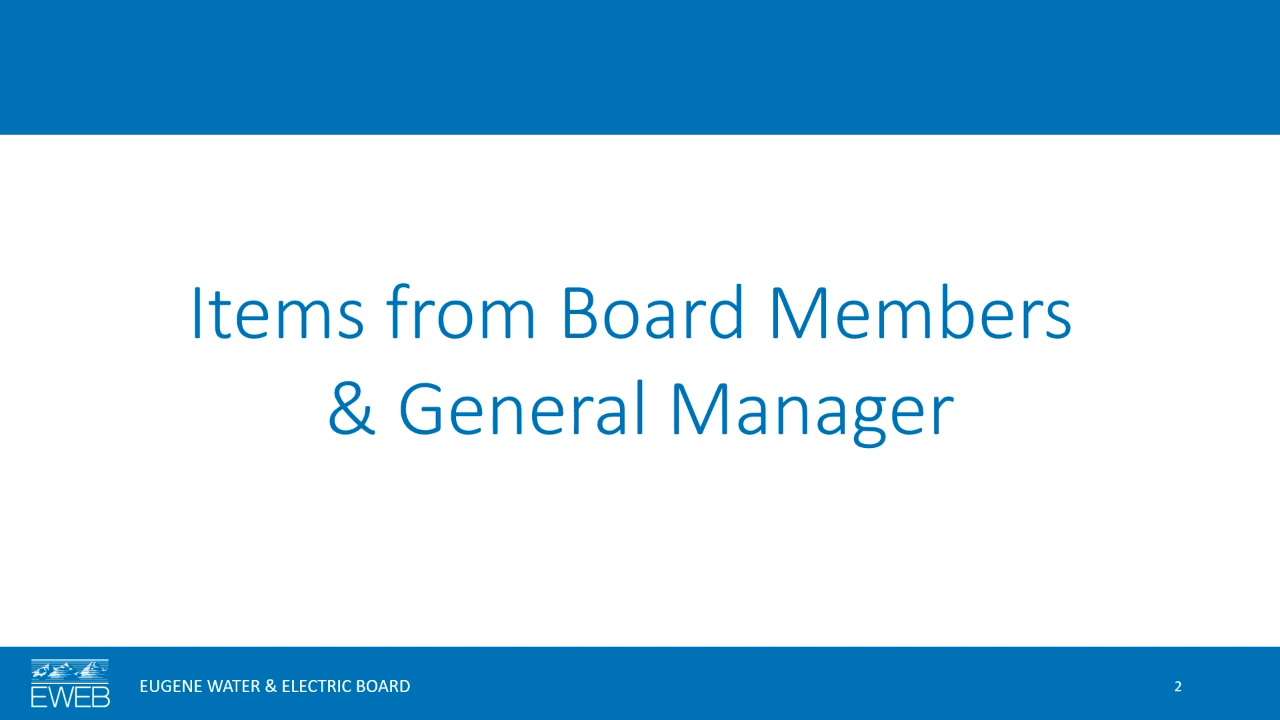 Items from Board Members
& General Manager
EWEB
EUGENE WATER & ELECTRIC BOARD
2